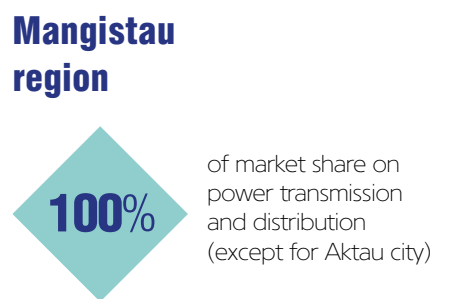 Mangistau
region
100%
of market share on
power transmission
and distribution
(except for Aktau city)